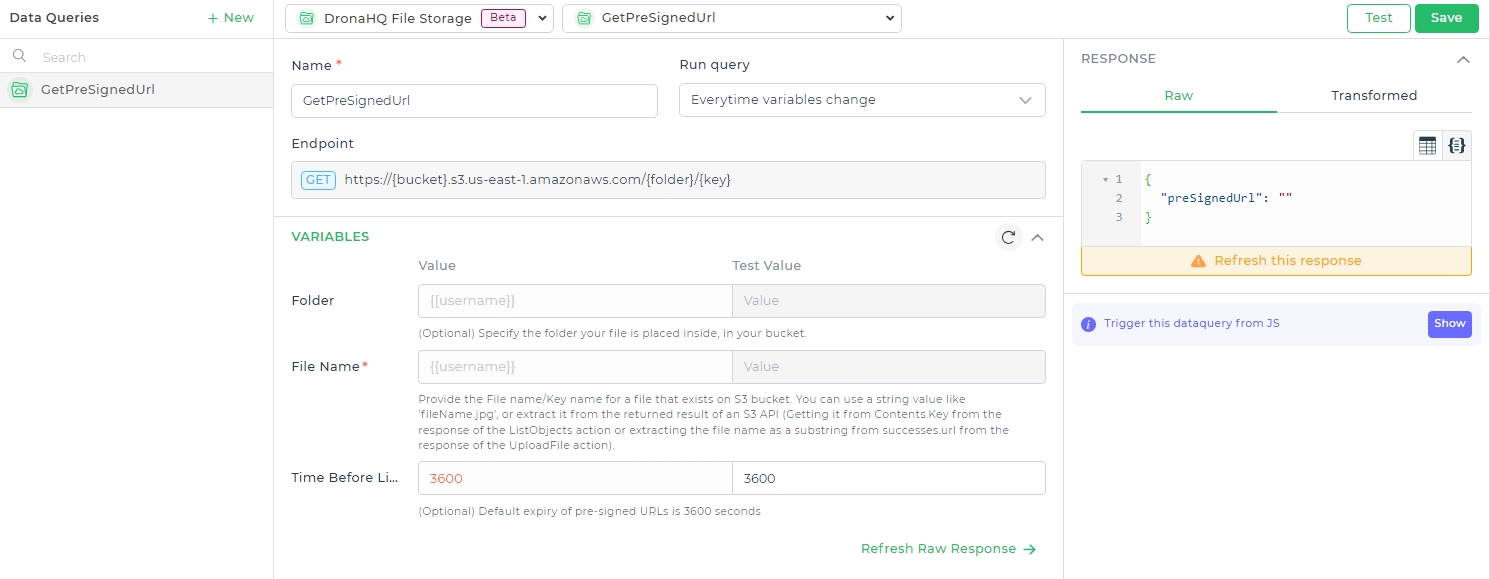 Data Queries
+ New
Search
GetPreSignedUrl
DronaHQ File Storage Beta
GetPreSignedUrl
Test
Save
Name *
Run query
GetPreSignedUrl
Everytime variables change
Endpoint
GET https://{bucket}.s3.us-east-1.amazonaws.com/{folder}/{key}
VARIABLES
Value
Test Value
Folder
{{username}}
Value
(Optional) Specify the folder your file is placed inside, in your bucket.
File Name*
{{username}}
Value
Provide the File name/Key name for a file that exists on S3 bucket. You can use a string value like
'fileName.jpg', or extract it from the returned result of an S3 API (Getting it from Contents.Key from the
response of the ListObjects action or extracting the file name as a substring from successes.url from the
response of the UploadFile action).
Time Before Li...
3600
3600
(Optional) Default expiry of pre-signed URLs is 3600 seconds
Refresh Raw Response →
RESPONSE
Raw
Transformed
1 {
2 "preSignedUrl": ""
3 }
Refresh this response
Trigger this dataquery from JS
Show